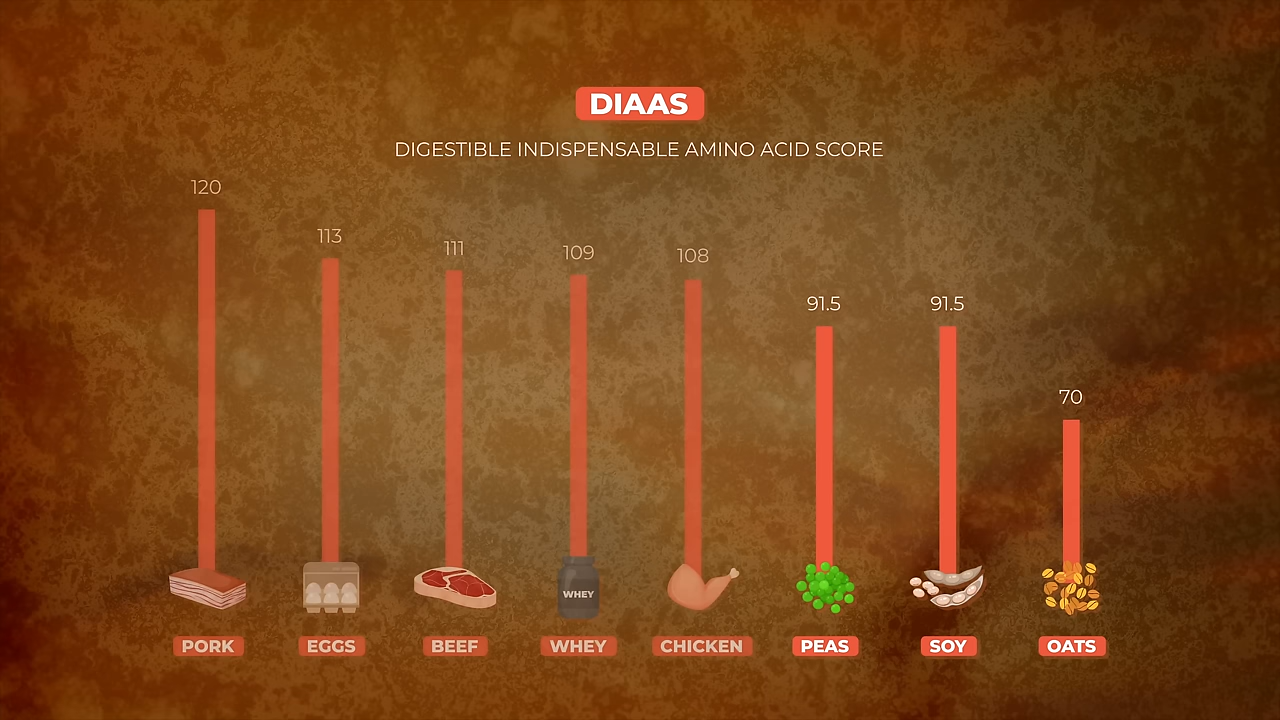 DIAAS
DIGESTIBLE INDISPENSABLE AMINO ACID SCORE
120
113
111
109
108
91.5
91.5
70
WHEY
PORK
EGGS
BEEF
WHEY
CHICKEN
PEAS
SOY
OATS